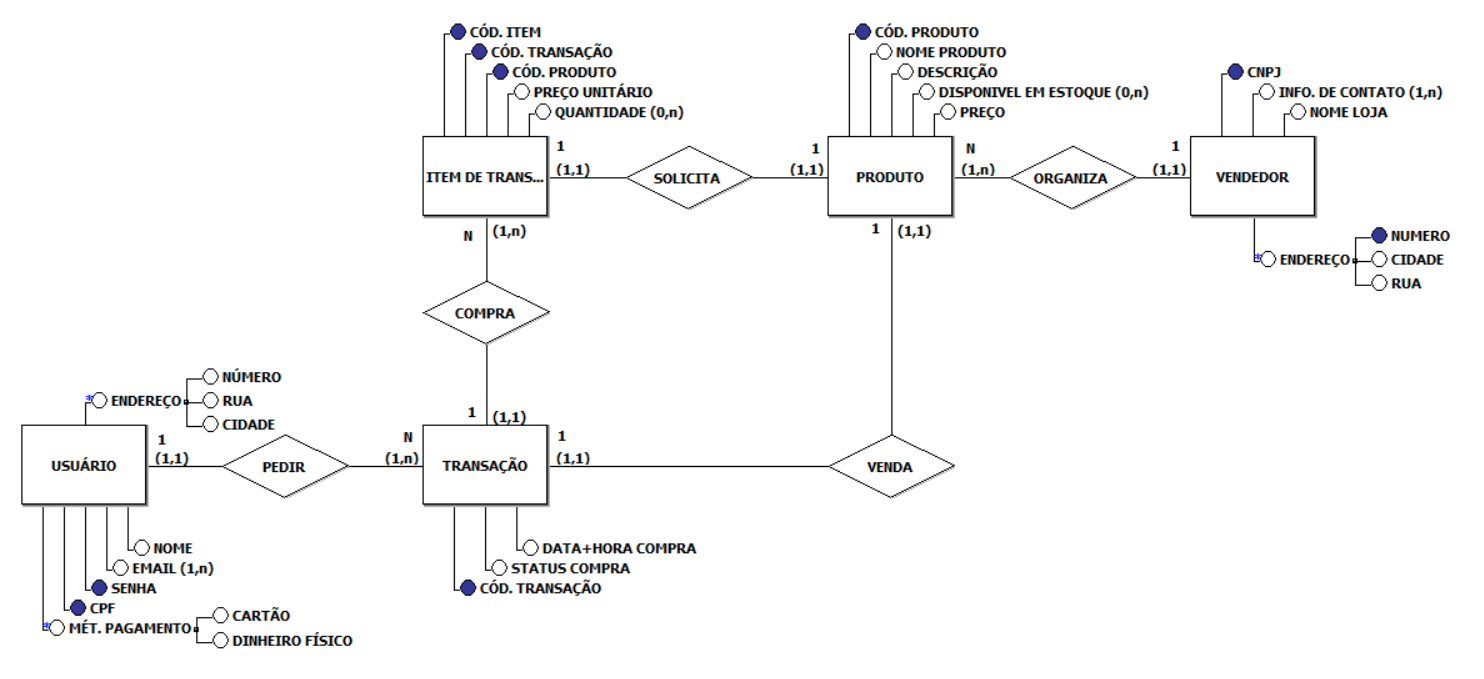 CÓD. ITEM
CÓD. TRANSAÇÃO
CÓD. PRODUTO
PREÇO UNITÁRIO
QUANTIDADE (0,n)
CÓD. PRODUTO
NOME PRODUTO
DESCRIÇÃO
DISPONIVEL EM ESTOQUE (0,n)
PREÇO
CNPJ
INFO. DE CONTATO (1,n)
NOME LOJA
ITEM DE TRANS...
1
(1,1)
SOLICITA
1
(1,1)
PRODUTO
N
(1,n)
ORGANIZA
1
(1,1)
VENDEDOR
N
(1,n)
1
(1,1)
* ENDEREÇO
NUMERO
CIDADE
RUA
COMPRA
* ENDEREÇO
NÚMERO
RUA
CIDADE
1
(1,1)
USUÁRIO
1
(1,1)
PEDIR
N
(1,n)
TRANSAÇÃO
1
(1,1)
VENDA
NOME
EMAIL (1,n)
SENHA
CPF
* MÉT. PAGAMENTO
CARTÃO
DINHEIRO FÍSICO
DATA+HORA COMPRA
STATUS COMPRA
CÓD. TRANSAÇÃO